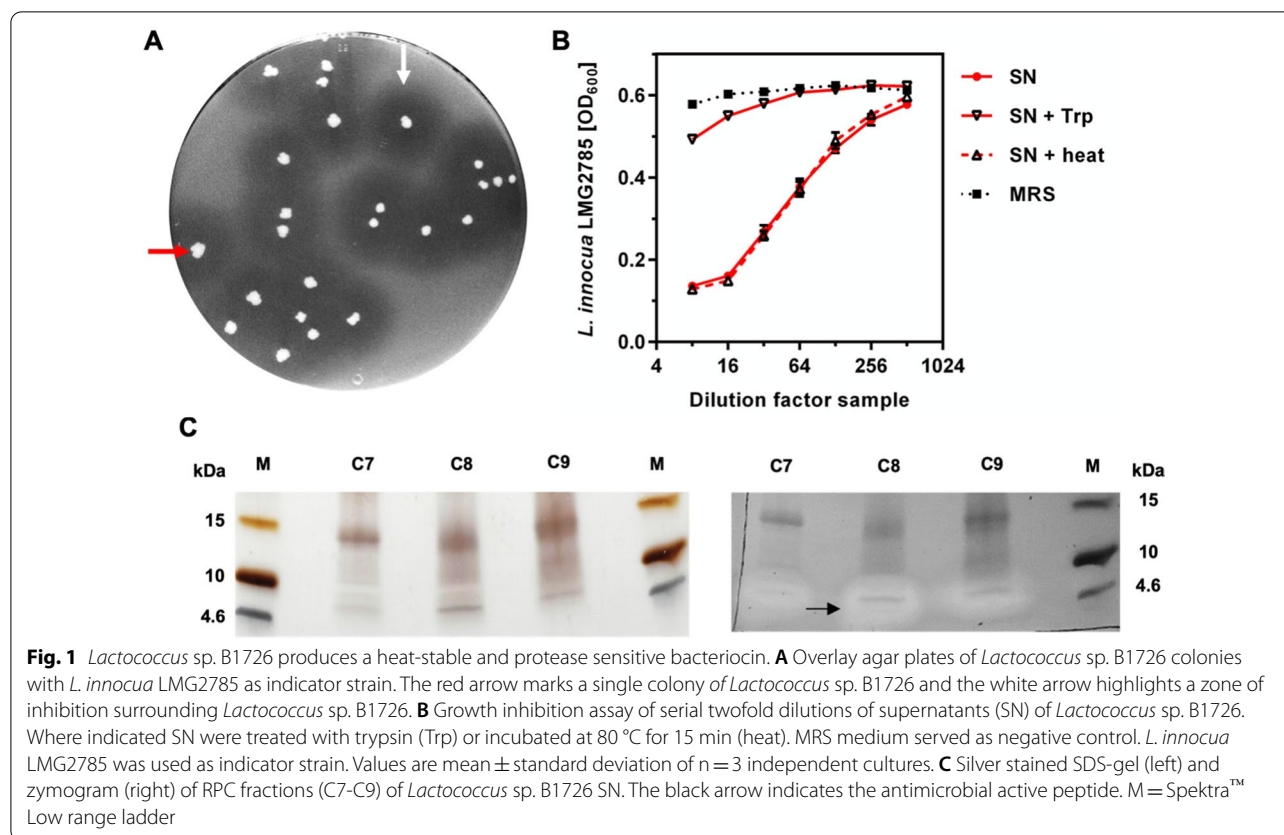 A
B
L. innocua LMG2785 [OD600]
0.6
0.4
0.2
0.0
4
16
64
256
1024
Dilution factor sample
SN
SN + Trp
SN + heat
MRS
C
kDa
M
C7
C8
C9
M
15
10
4.6
C7
C8
C9
M
kDa
15
10
4.6
Fig. 1 Lactococcus sp. B1726 produces a heat-stable and protease sensitive bacteriocin. A Overlay agar plates of Lactococcus sp. B1726 colonies
with L. innocua LMG2785 as indicator strain. The red arrow marks a single colony of Lactococcus sp. B1726 and the white arrow highlights a zone of
inhibition surrounding Lactococcus sp. B1726. B Growth inhibition assay of serial twofold dilutions of supernatants (SN) of Lactococcus sp. B1726.
Where indicated SN were treated with trypsin (Trp) or incubated at 80 °C for 15 min (heat). MRS medium served as negative control. L. innocua
LMG2785 was used as indicator strain. Values are mean ± standard deviation of n = 3 independent cultures. C Silver stained SDS-gel (left) and
zymogram (right) of RPC fractions (C7-C9) of Lactococcus sp. B1726 SN. The black arrow indicates the antimicrobial active peptide. M = Spektra™
Low range ladder